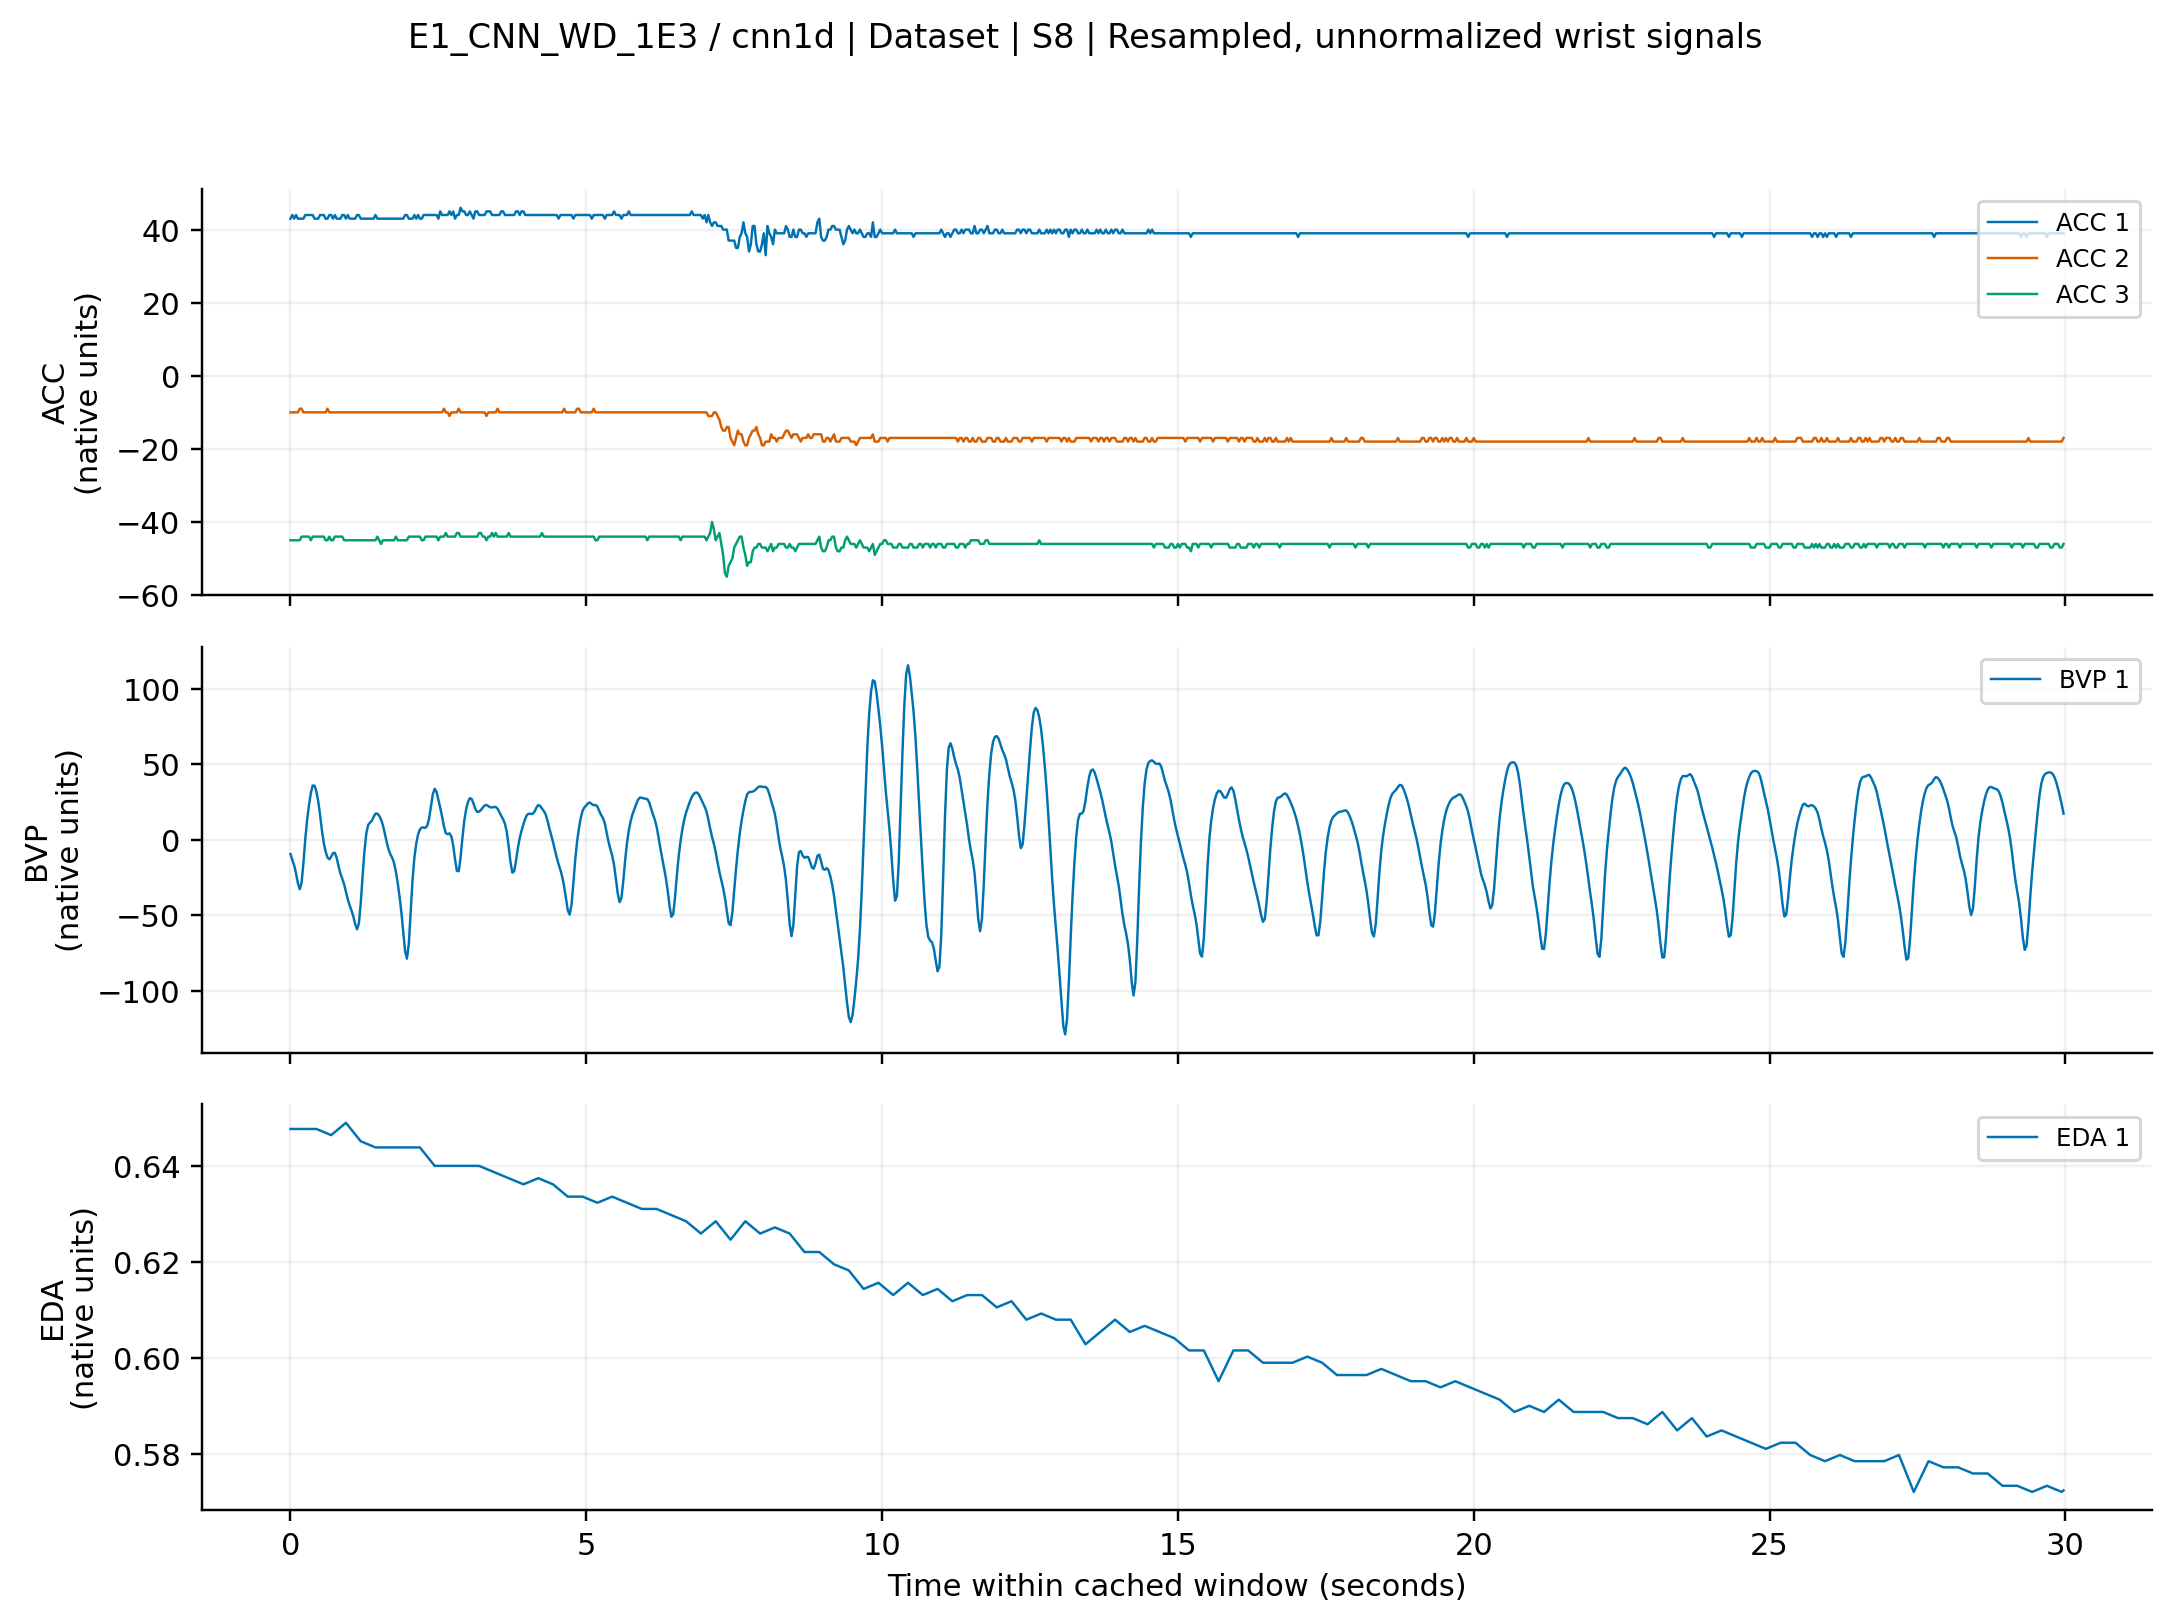 E1_CNN_WD_1E3 / cnn1d | Dataset | S8 | Resampled, unnormalized wrist signals
ACC
(native units)
40
20
0
−20
−40
−60
ACC 1
ACC 2
ACC 3
BVP
(native units)
100
50
0
−50
−100
BVP 1
EDA
(native units)
0.64
0.62
0.60
0.58
EDA 1
0 5 10 15 20 25 30
Time within cached window (seconds)